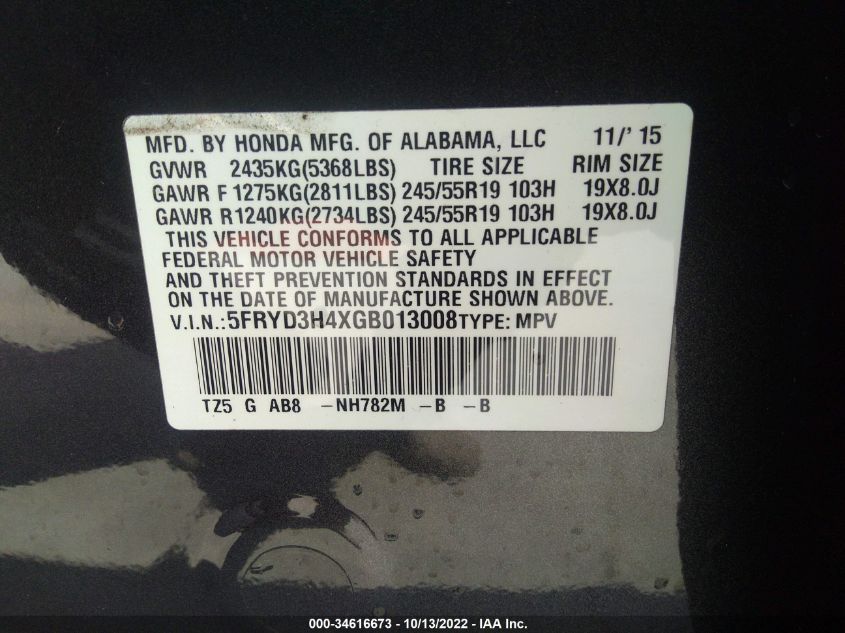 MFD. BY HONDA MFG. OF ALABAMA, LLC 11/' 15
GVWR 2435KG(5368LBS) TIRE SIZE RIM SIZE
GAWR F 1275KG(2811LBS) 245/55R19 103H 19X8.0J
GAWR R1240KG(2734LBS) 245/55R19 103H 19X8.0J
THIS VEHICLE CONFORMS TO ALL APPLICABLE
FEDERAL MOTOR VEHICLE SAFETY
AND THEFT PREVENTION STANDARDS IN EFFECT
ON THE DATE OF MANUFACTURE SHOWN ABOVE.
V.I.N.:5FRYD3H4XGB013008TYPE: MPV
TZ5 G AB8 -NH782M -B -B
000-34616673 - 10/13/2022 - IAA Inc.